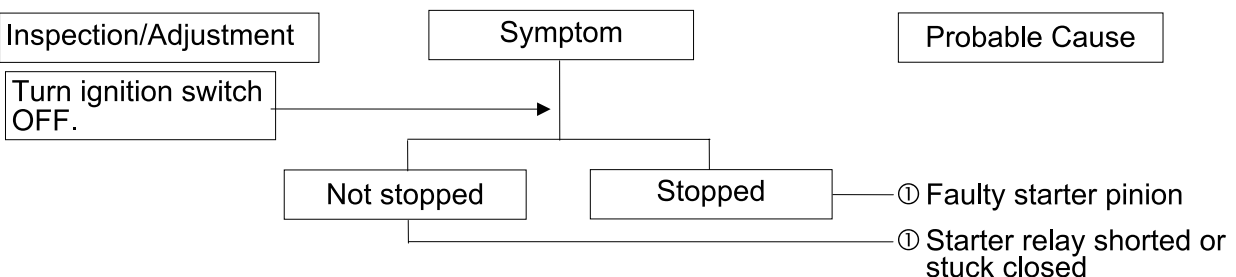 Inspection/Adjustment
Symptom
Probable Cause
Turn ignition switch
OFF.
Not stopped
Stopped
① Faulty starter pinion
① Starter relay shorted or
stuck closed